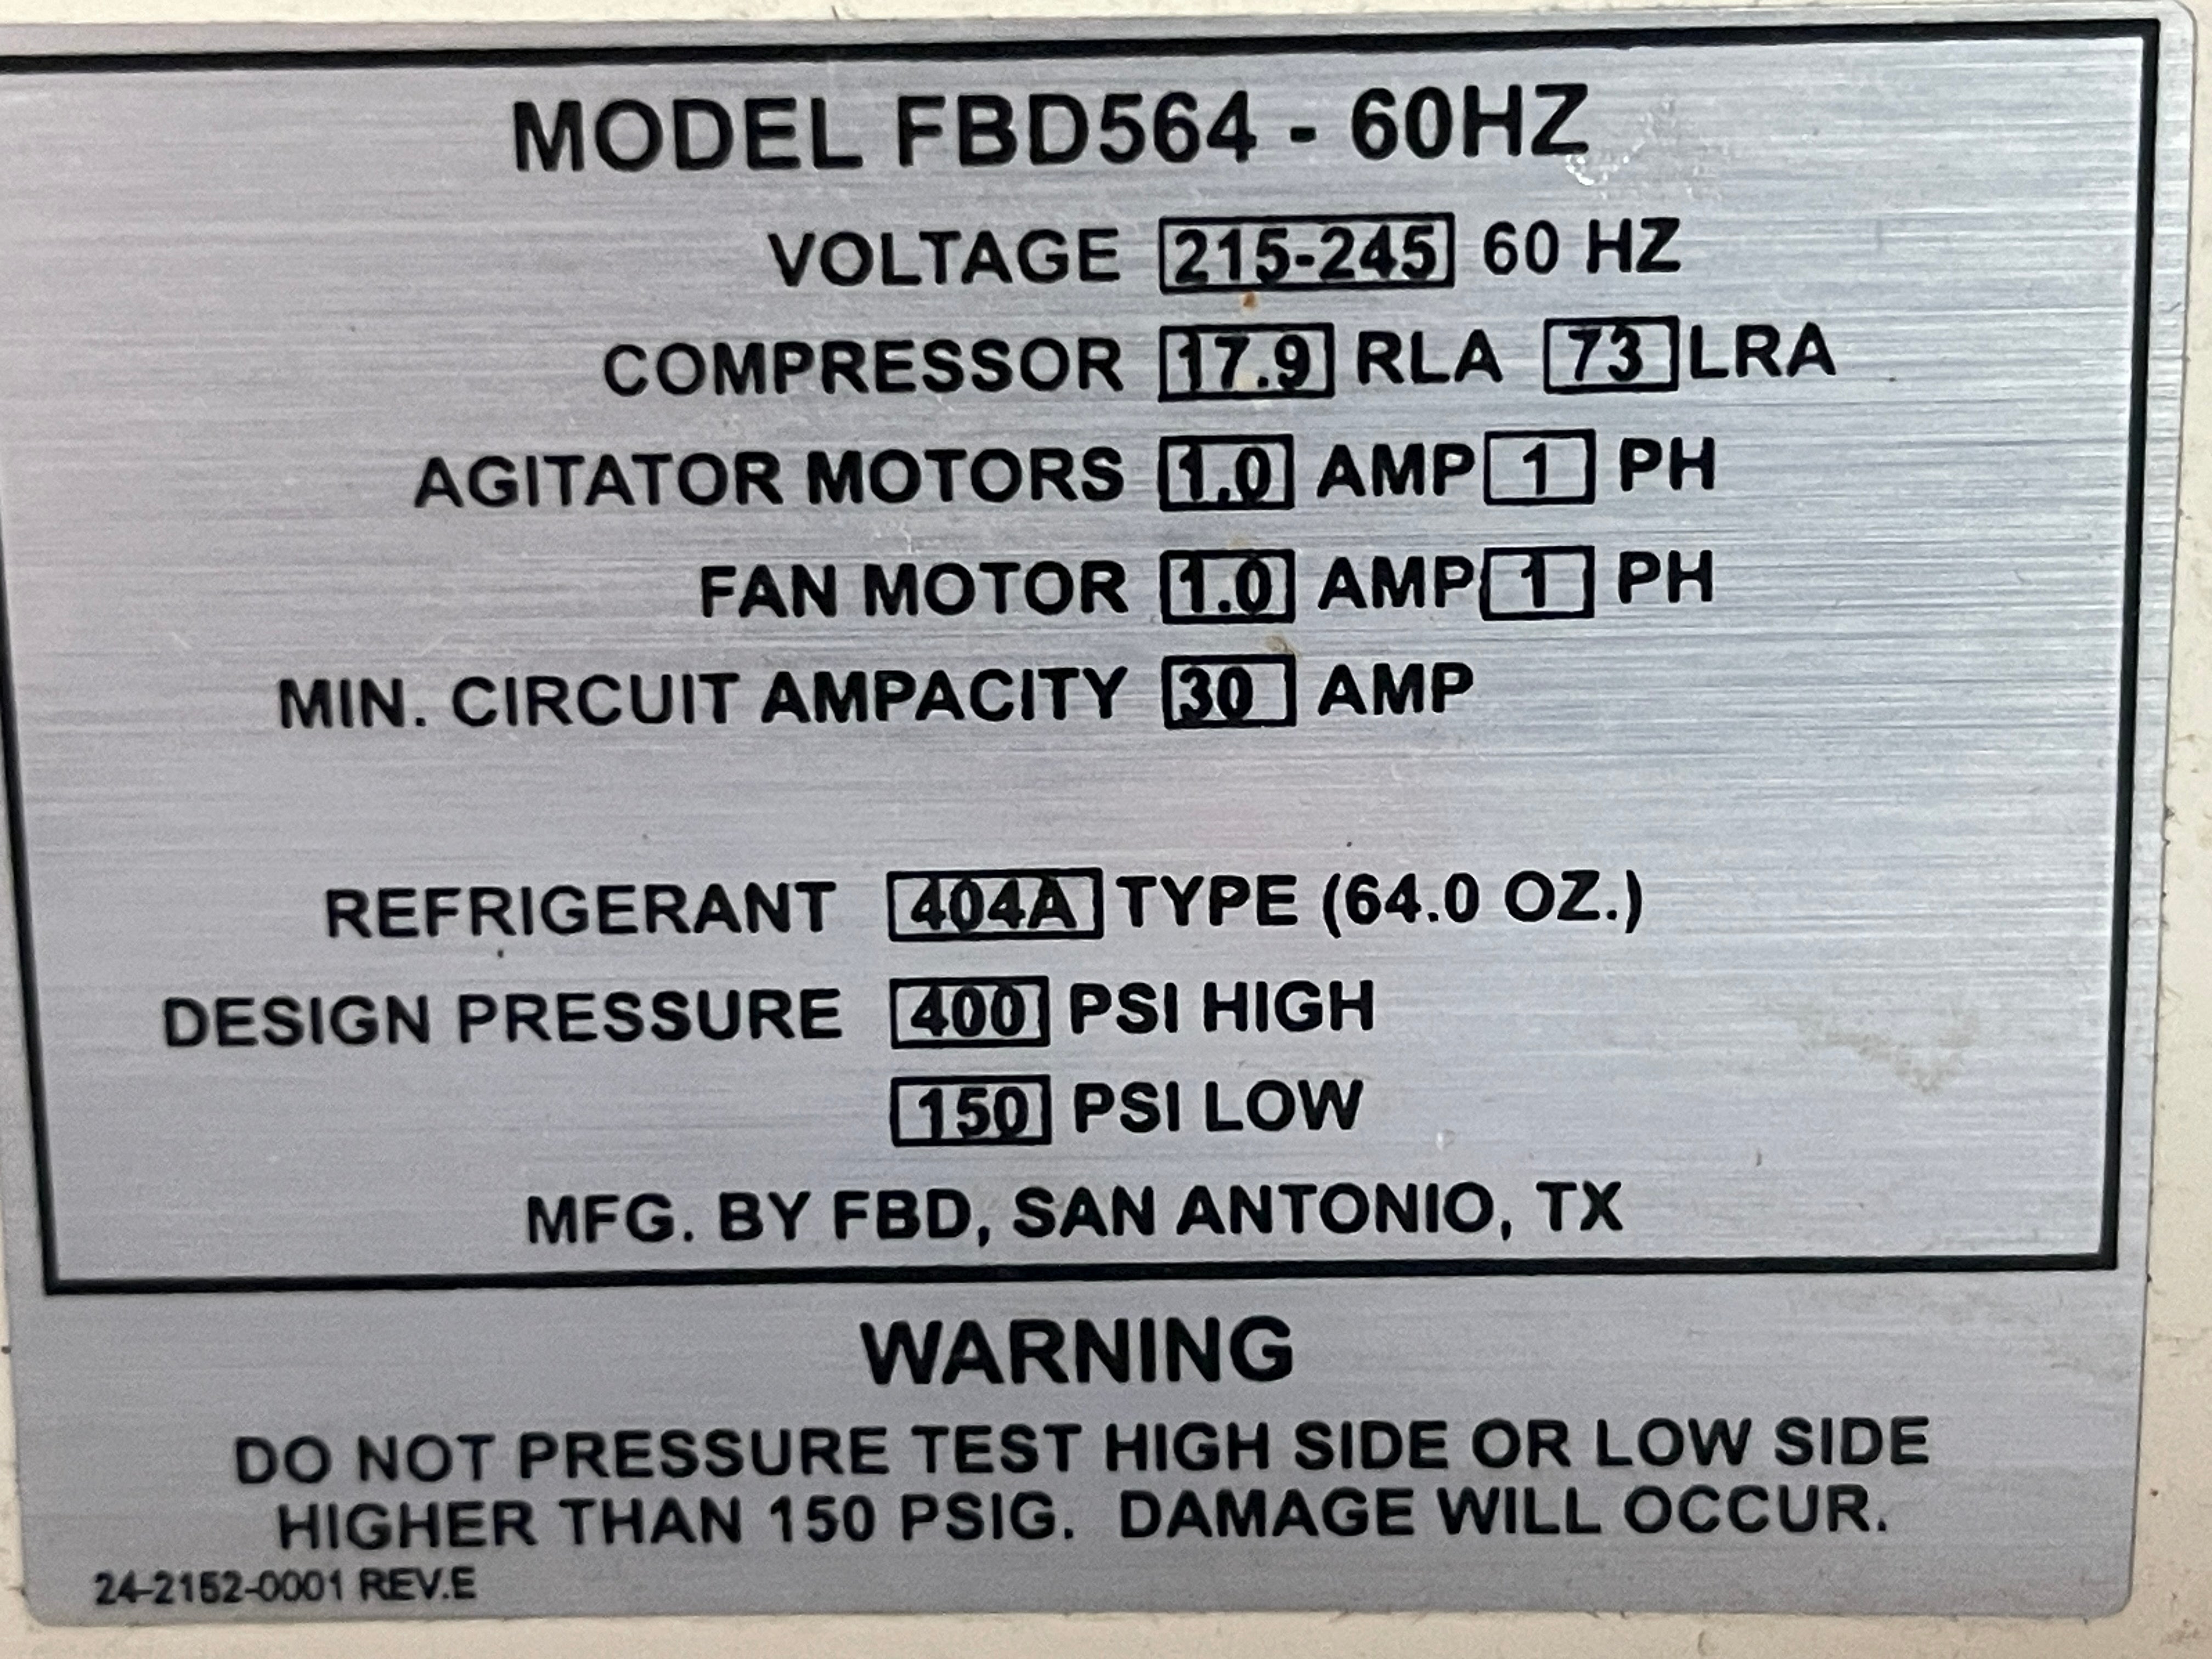 MODEL FBD564 - 60HZ
VOLTAGE 215-245 60 HZ
COMPRESSOR 17.9 RLA 73 LRA
AGITATOR MOTORS 1.0 AMP 1 PH
FAN MOTOR 1.0 AMP 1 PH
MIN. CIRCUIT AMPACITY 30 AMP
REFRIGERANT 404A TYPE (64.0 OZ.)
DESIGN PRESSURE 400 PSI HIGH
150 PSI LOW
MFG. BY FBD, SAN ANTONIO, TX
WARNING
DO NOT PRESSURE TEST HIGH SIDE OR LOW SIDE
HIGHER THAN 150 PSIG. DAMAGE WILL OCCUR.
24-2152-0001 REV.E